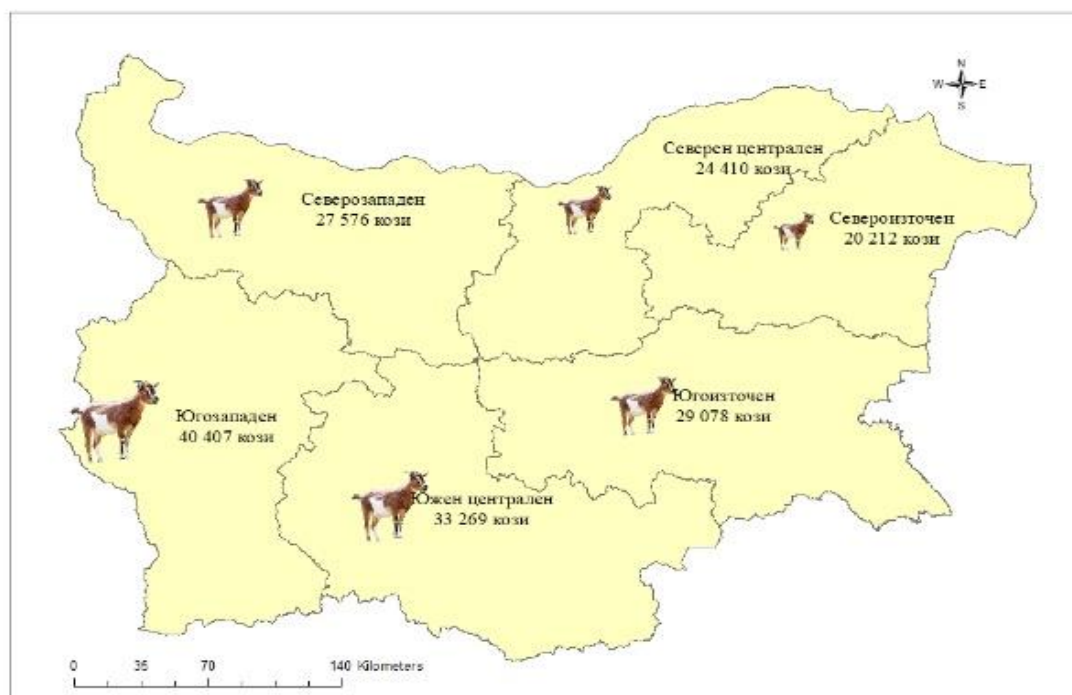 N
W E
S
Северен централен
24 410 кози
Северозападен
27 576 кози
Североизточен
20 212 кози
Югозападен
40 407 кози
Югоизточен
29 078 кози
Южен централен
33 269 кози
0 35 70 140 Kilometers